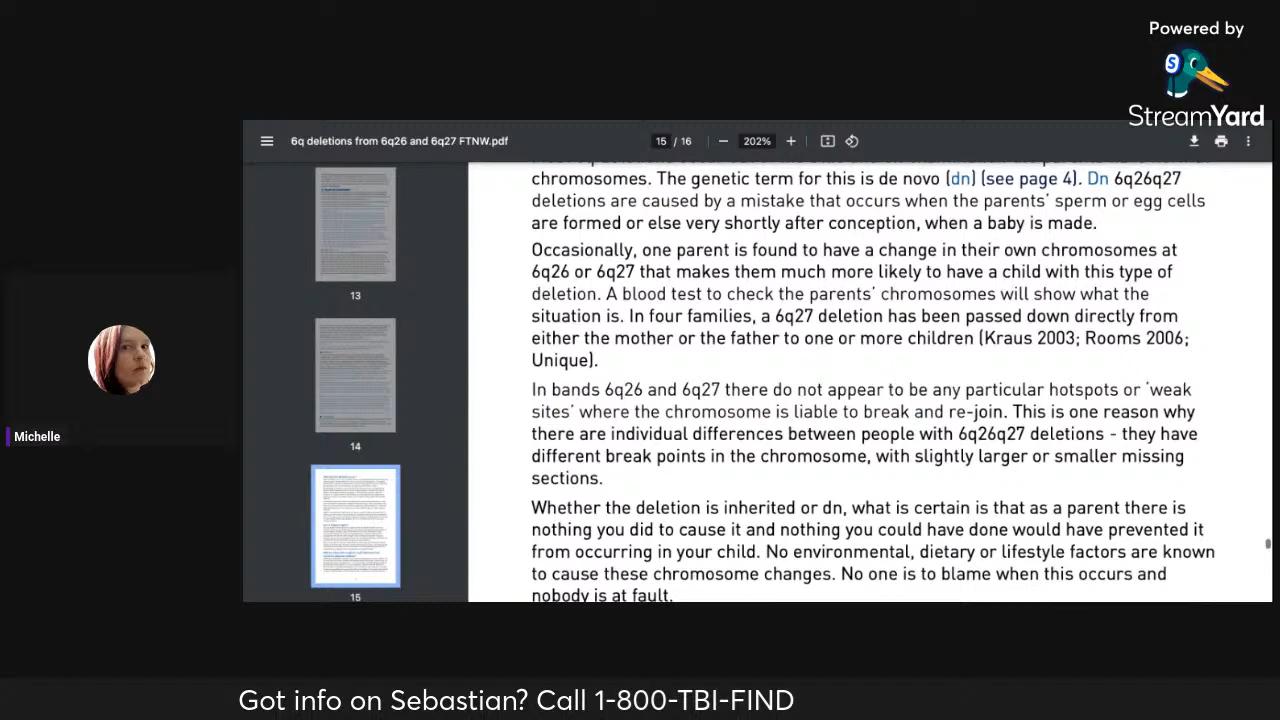 Powered by
StreamYard
6q deletions from 6q26 and 6q27 FTNW.pdf
15 / 16
202%
chromosomes. The genetic term for this is de novo (dn) (see page 4). Dn 6q26q27
deletions are caused by a mistake that occurs when the parents' sperm or egg cells
are formed or else very shortly after conception, when a baby is made.
Occasionally, one parent is found to have a change in their own chromosomes at
6q26 or 6q27 that makes them much more likely to have a child with this type of
deletion. A blood test to check the parents' chromosomes will show what the
situation is. In four families, a 6q27 deletion has been passed down directly from
either the mother or the father to one or more children (Kraus 2003; Rooms 2006;
Unique).
In bands 6q26 and 6q27 there do not appear to be any particular hotspots or 'weak
sites' where the chromosome is liable to break and re-join. This is one reason why
there are individual differences between people with 6q26q27 deletions - they have
different break points in the chromosome, with slightly larger or smaller missing
sections.
Whether the deletion is inherited or dn, what is certain is that as a parent there is
nothing you did to cause it and nothing you could have done would have prevented it
from occurring in your child. No environmental, dietary or lifestyle factors are known
to cause these chromosome changes. No one is to blame when this occurs and
nobody is at fault.
13
14
15
Michelle
Got info on Sebastian? Call 1-800-TBI-FIND